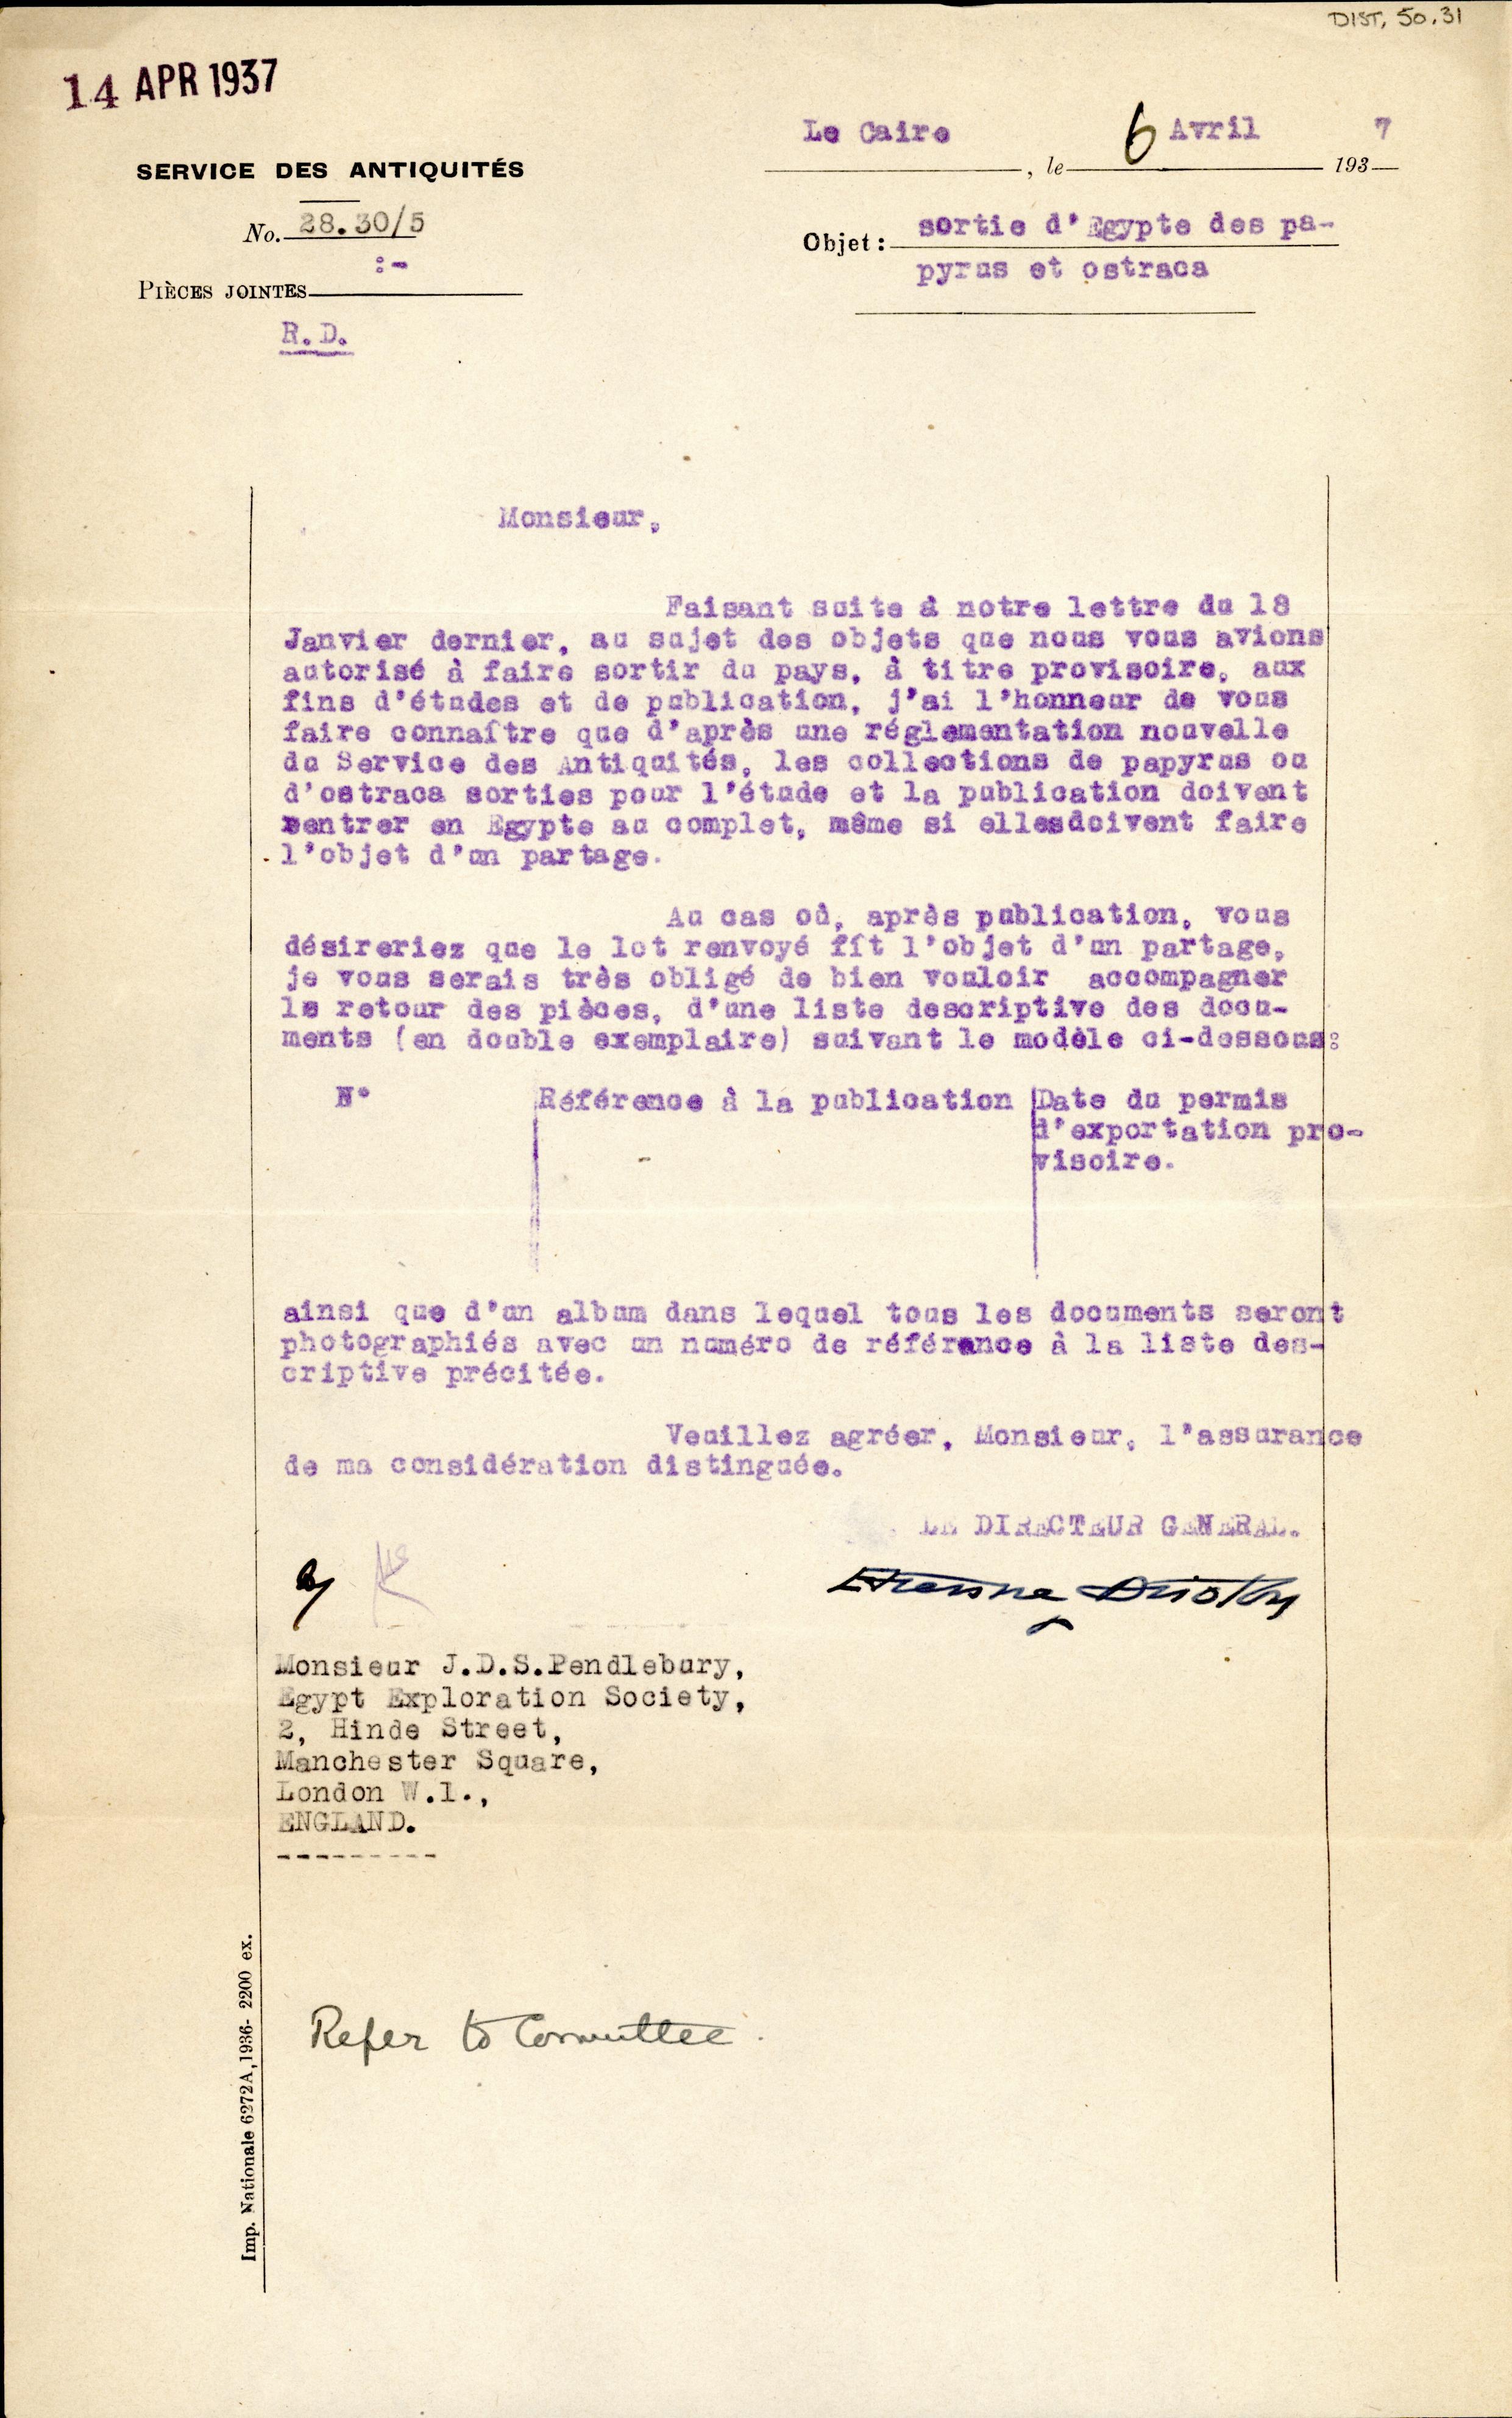 DIST. 50.31
14 APR 1937
Le Caire, le 6 Avril 1937
SERVICE DES ANTIQUITÉS
No. 28.30/5
:-
PIÈCES JOINTES
R.D.
Objet: sortie d'Egypte des pa-
pyrus et ostraca
Monsieur,
Faisant suite à notre lettre du 18
Janvier dernier, au sujet des objets que nous vous avions
autorisé à faire sortir du pays, à titre provisoire, aux
fins d'études et de publication, j'ai l'honneur de vous
faire connaître que d'après une réglementation nouvelle
du Service des Antiquités, les collections de papyrus ou
d'ostraca sorties pour l'étude et la publication doivent
rentrer en Egypte au complet, même si ellesdoivent faire
l'objet d'un partage.
Au cas où, après publication, vous
désireriez que le lot renvoyé fît l'objet d'un partage,
je vous serais très obligé de bien vouloir accompagner
le retour des pièces, d'une liste descriptive des docu-
ments (en double exemplaire) suivant le modèle ci-dessous:
N° Référence à la publication Date du permis
d'exportation pro-
visoire.
ainsi que d'un album dans lequel tous les documents seront
photographiés avec un numéro de référence à la liste des-
criptive précitée.
Veuillez agréer, Monsieur, l'assurance
de ma considération distinguée.
LE DIRECTEUR GENERAL.
Etienne Drioton
Monsieur J.D.S.Pendlebury,
Egypt Exploration Society,
2, Hinde Street,
Manchester Square,
London W.1.,
ENGLAND.
---------
Refer to Committee.
Imp. Nationale 6272A,1936- 2200 ex.